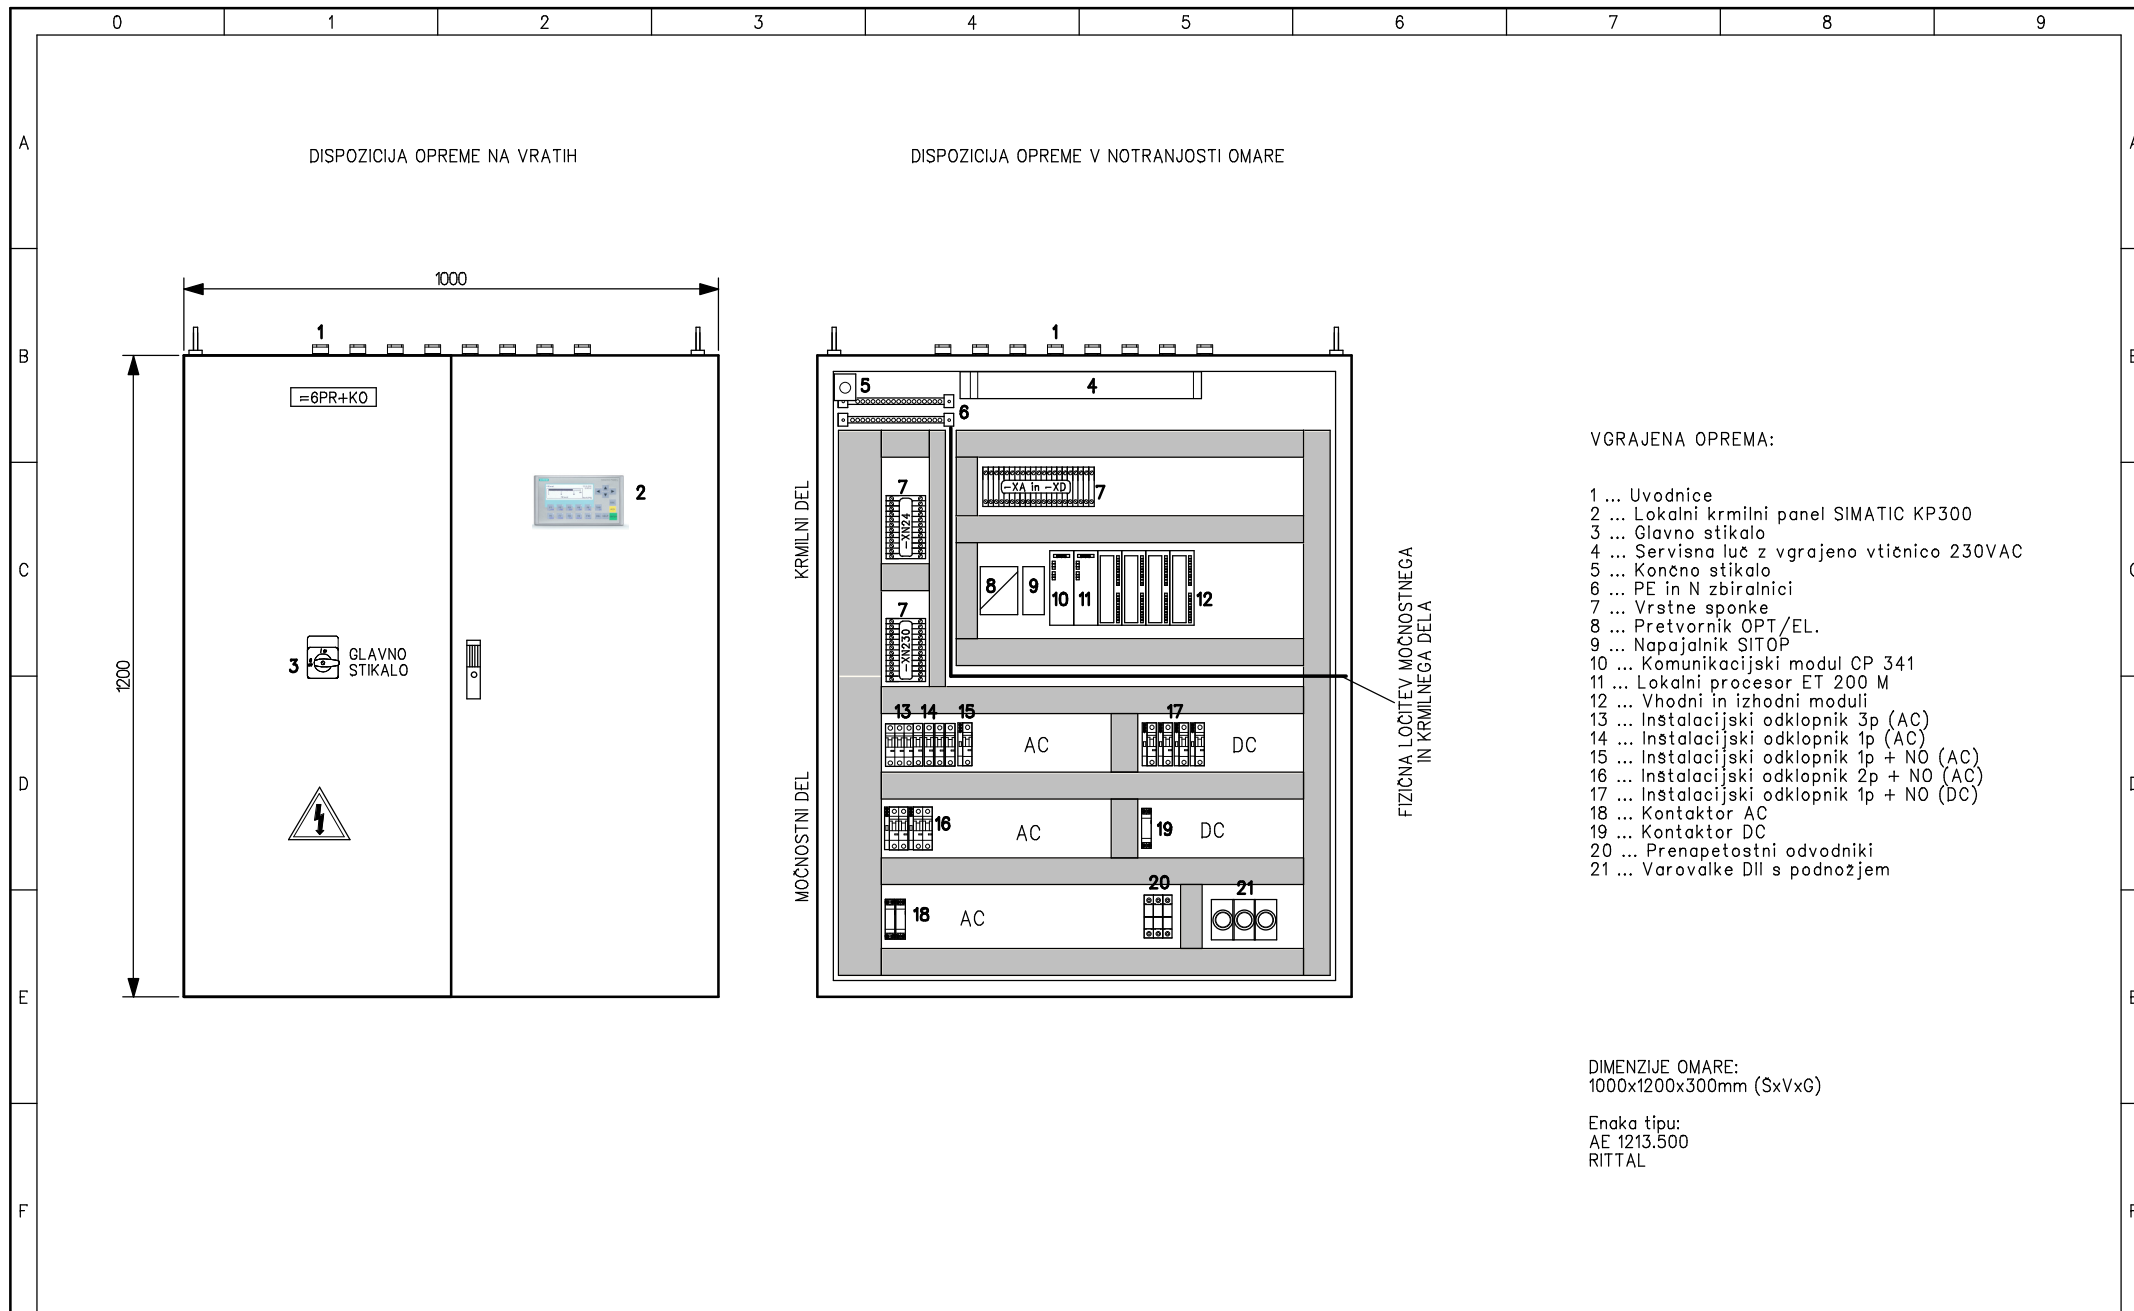 0 1 2 3 4 5 6 7 8 9
A
DISPOZICIJA OPREME NA VRATIH
DISPOZICIJA OPREME V NOTRANJOSTI OMARE
A
1000
1
1
B
B
=6PR+KO
5
4
6
2
7
-XN24
-XA in -XD
7
KRMILNI DEL
C
C
8
9
10
11
12
7
-XN230
1200
3
GLAVNO
STIKALO
FIZIČNA LOČITEV MOČNOSTNEGA
IN KRMILNEGA DELA
13
14
15
AC
17
DC
D
D
MOČNOSTNI DEL
16
AC
19
DC
18
AC
20
21
E
E
F
F
VGRAJENA OPREMA:
1 ... Uvodnice
2 ... Lokalni krmilni panel SIMATIC KP300
3 ... Glavno stikalo
4 ... Servisna luč z vgrajeno vtičnico 230VAC
5 ... Končno stikalo
6 ... PE in N zbiralnici
7 ... Vrstne sponke
8 ... Pretvornik OPT/EL.
9 ... Napajalnik SITOP
10 ... Komunikacijski modul CP 341
11 ... Lokalni procesor ET 200 M
12 ... Vhodni in izhodni moduli
13 ... Instalacijski odklopnik 3p (AC)
14 ... Instalacijski odklopnik 1p (AC)
15 ... Instalacijski odklopnik 1p + NO (AC)
16 ... Instalacijski odklopnik 2p + NO (AC)
17 ... Instalacijski odklopnik 1p + NO (DC)
18 ... Kontaktor AC
19 ... Kontaktor DC
20 ... Prenapetostni odvodniki
21 ... Varovalke DII s podnožjem
DIMENZIJE OMARE:
1000x1200x300mm (ŠxVxG)
Enaka tipu:
AE 1213.500
RITTAL